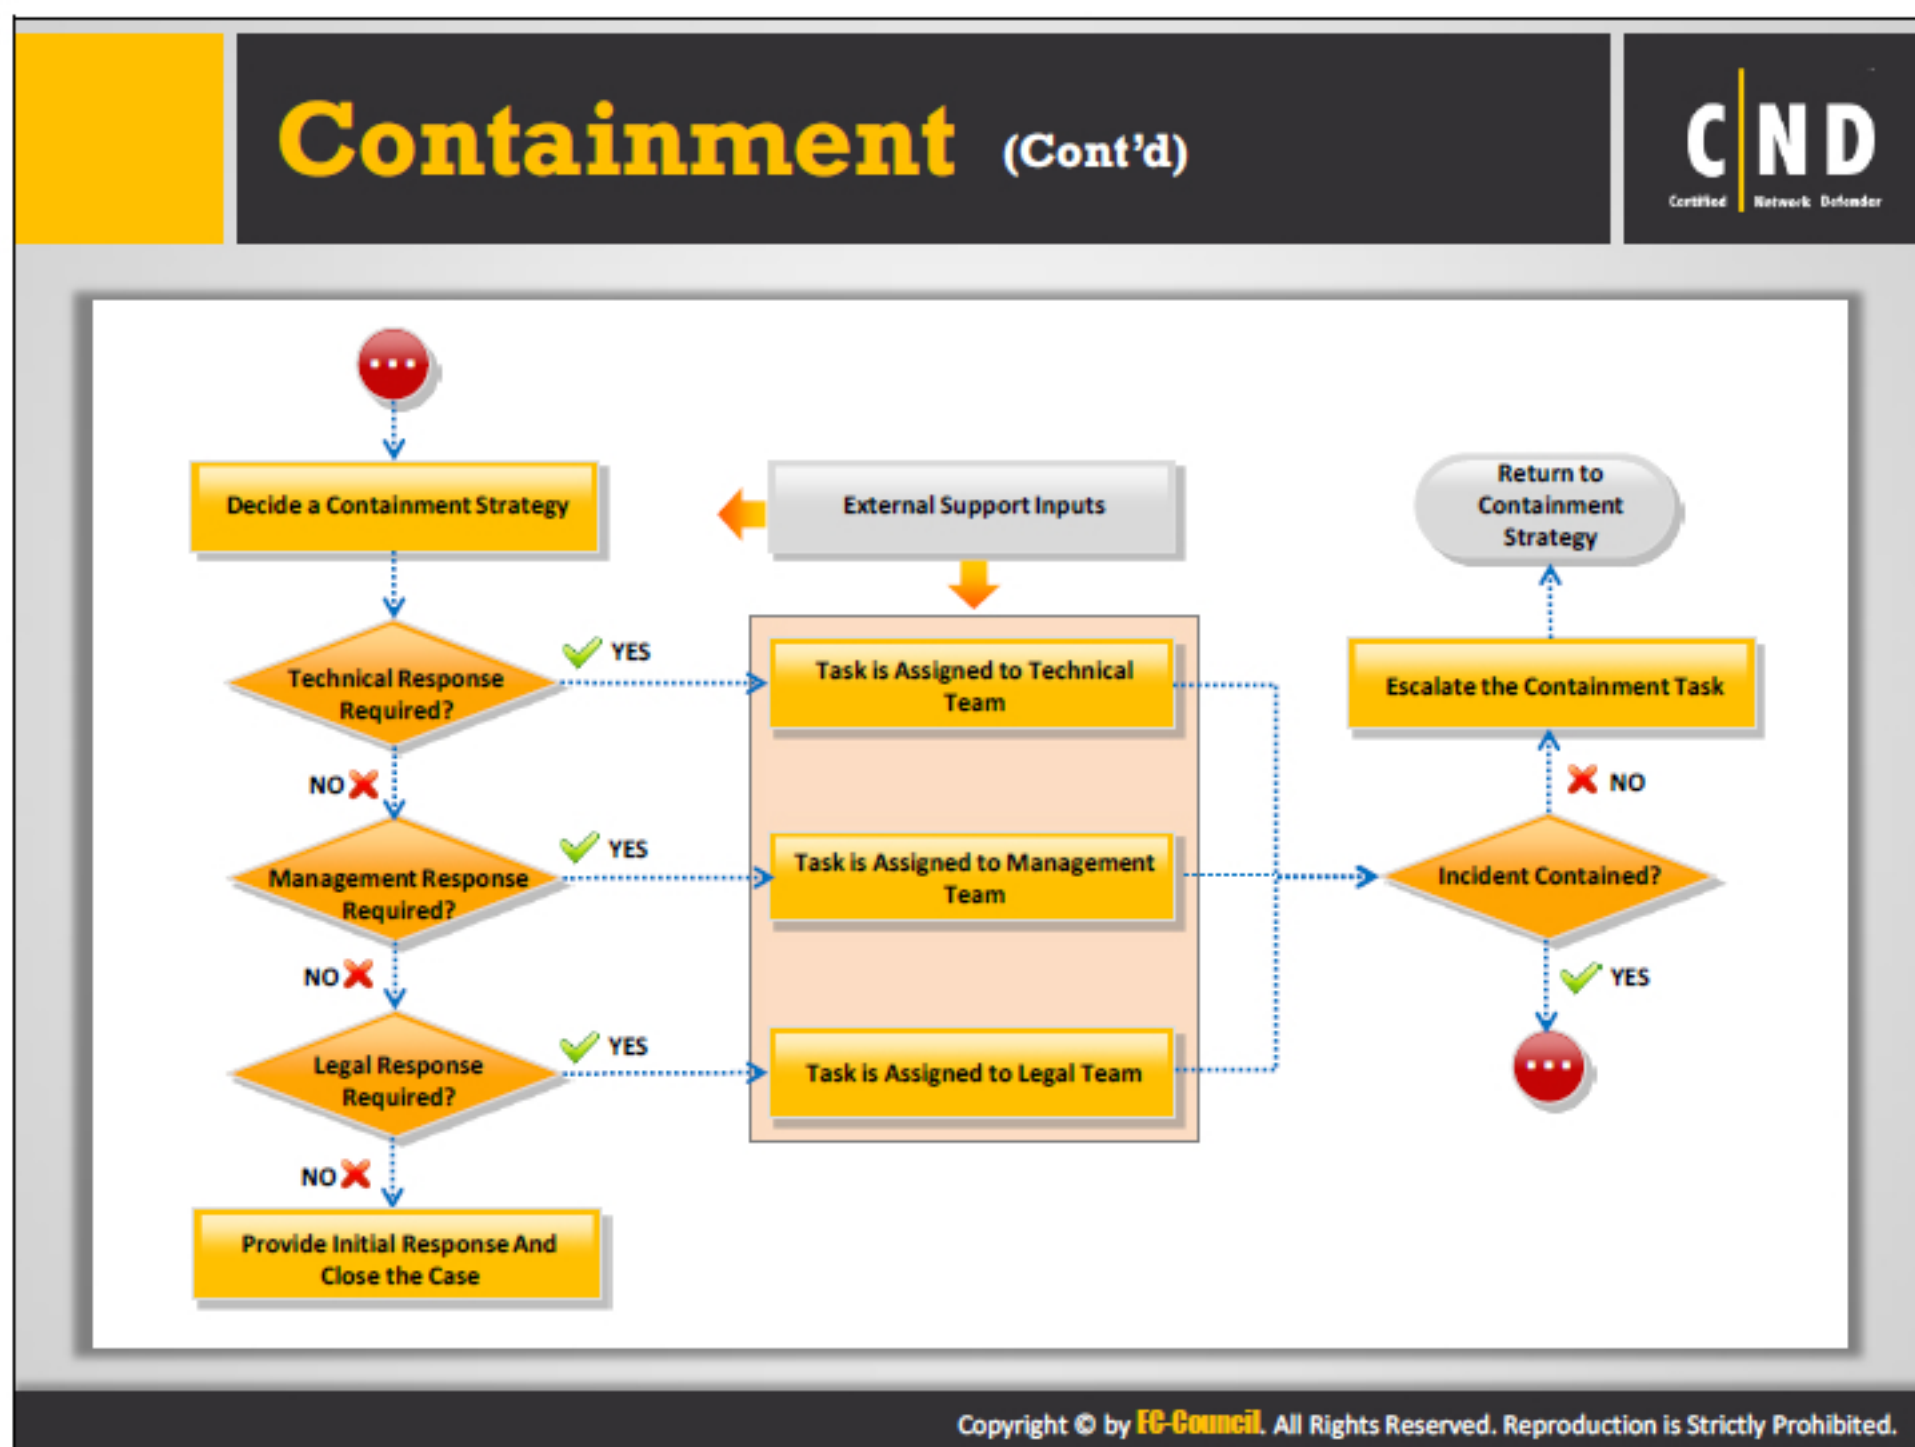 Containment (Cont'd)
C|ND
Certified Network Defender
Decide a Containment Strategy
External Support Inputs
Return to
Containment
Strategy
Technical Response
Required?
YES
Task is Assigned to Technical
Team
Escalate the Containment Task
NO
NO
Management Response
Required?
YES
Task is Assigned to Management
Team
Incident Contained?
NO
YES
Legal Response
Required?
YES
Task is Assigned to Legal Team
NO
Provide Initial Response And
Close the Case
Copyright © by EC-Council. All Rights Reserved. Reproduction is Strictly Prohibited.